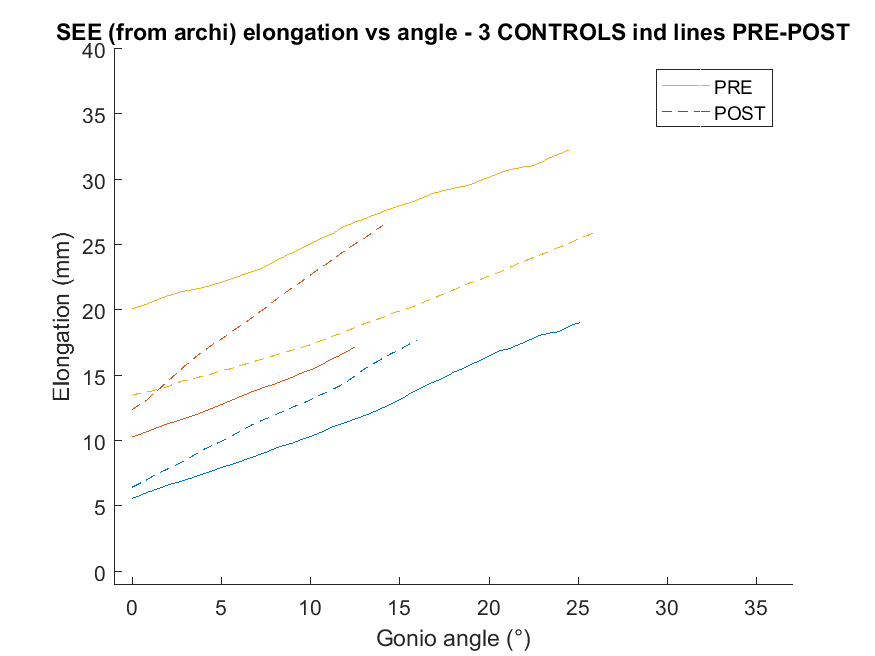 SEE (from archi) elongation vs angle - 3 CONTROLS ind lines PRE-POST
40
35
30
25
20
15
10
5
0
Elongation (mm)
PRE
POST
0 5 10 15 20 25 30 35
Gonio angle (°)